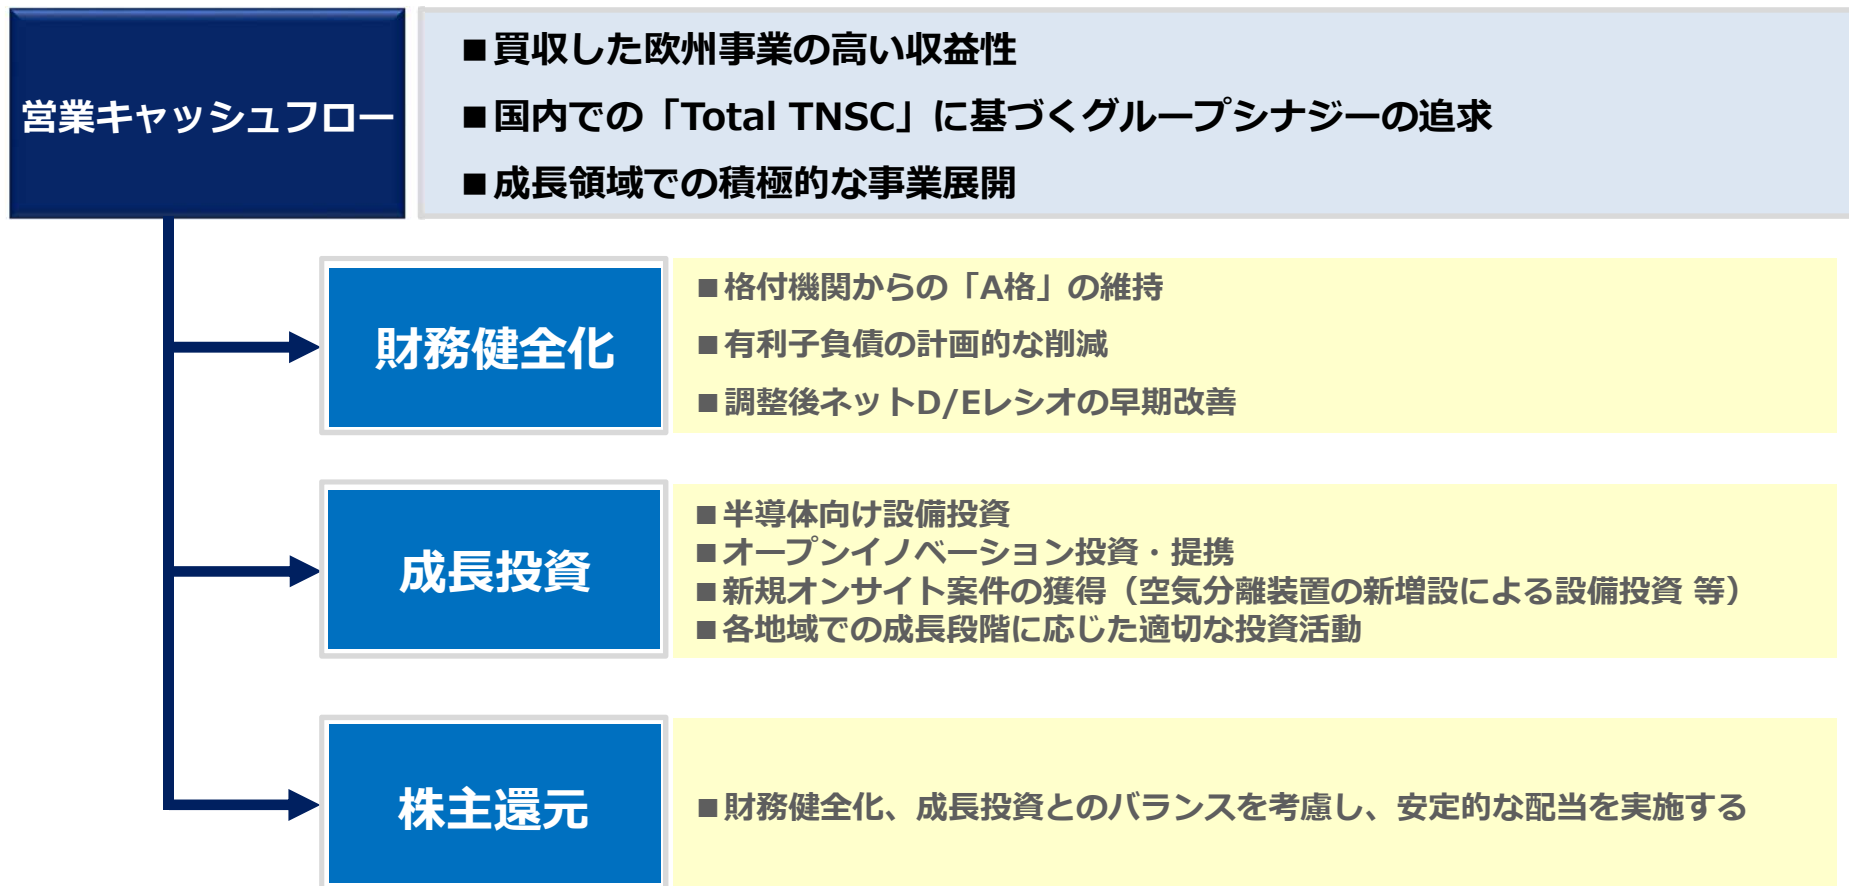 営業キャッシュフロー
■買収した欧州事業の高い収益性
■国内での「Total TNSC」に基づくグループシナジーの追求
■成長領域での積極的な事業展開
財務健全化
■格付機関からの「A格」の維持
■有利子負債の計画的な削減
■調整後ネットD/Eレシオの早期改善
成長投資
■半導体向け設備投資
■オープンイノベーション投資・提携
■新規オンサイト案件の獲得（空気分離装置の新増設による設備投資 等）
■各地域での成長段階に応じた適切な投資活動
株主還元
■財務健全化、成長投資とのバランスを考慮し、安定的な配当を実施する